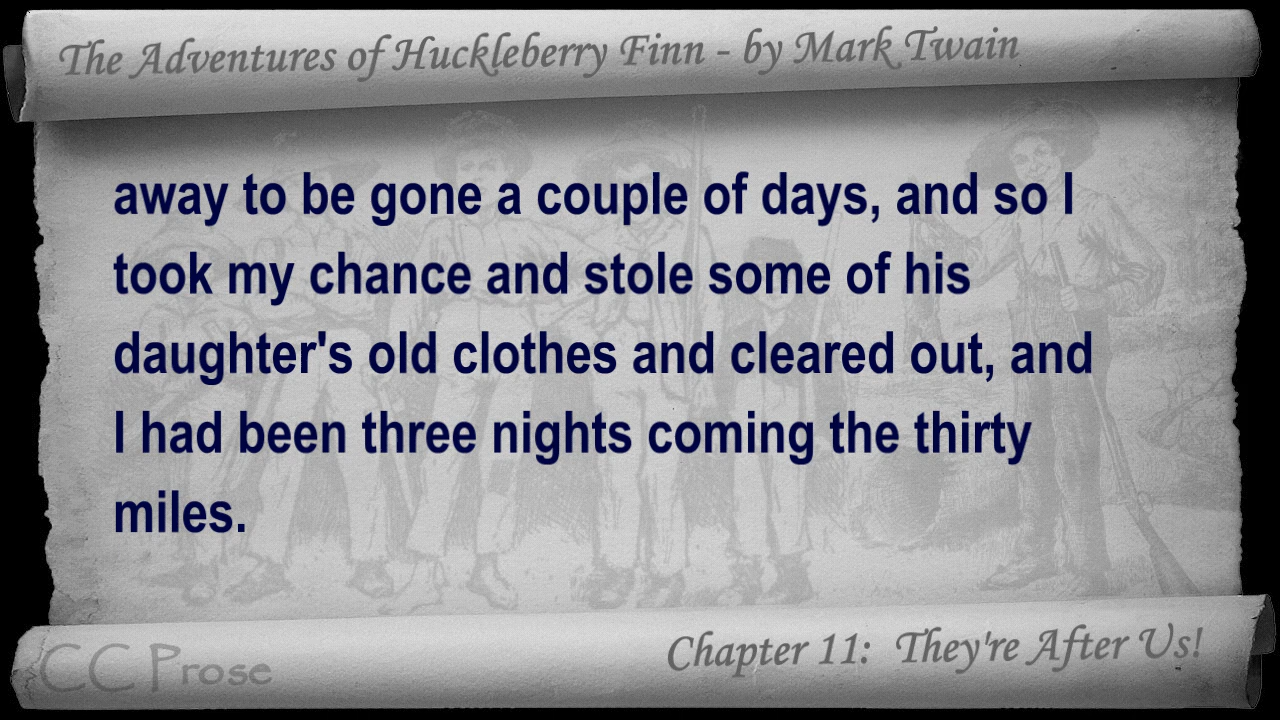 The Adventures of Huckleberry Finn - by Mark Twain
away to be gone a couple of days, and so I
took my chance and stole some of his
daughter's old clothes and cleared out, and
I had been three nights coming the thirty
miles.
CC Prose
Chapter 11: They're After Us!